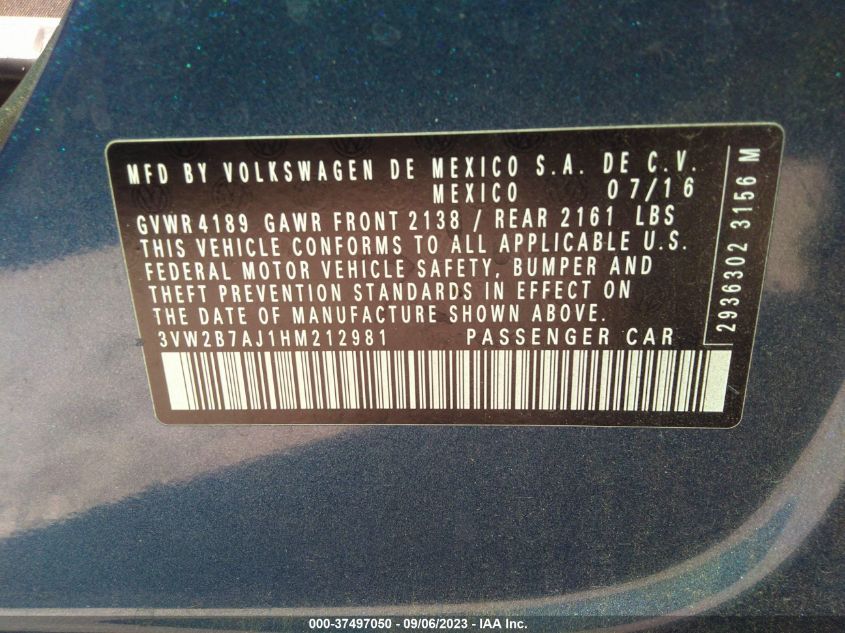 MFD BY VOLKSWAGEN DE MEXICO S.A. DE C.V.
MEXICO 07/16
GVWR 4189 GAWR FRONT 2138 / REAR 2161 LBS
THIS VEHICLE CONFORMS TO ALL APPLICABLE U.S.
FEDERAL MOTOR VEHICLE SAFETY, BUMPER AND
THEFT PREVENTION STANDARDS IN EFFECT ON
THE DATE OF MANUFACTURE SHOWN ABOVE.
3VW2B7AJ1HM212981 PASSENGER CAR
2936302 3156 M
000-37497050 - 09/06/2023 - IAA Inc.